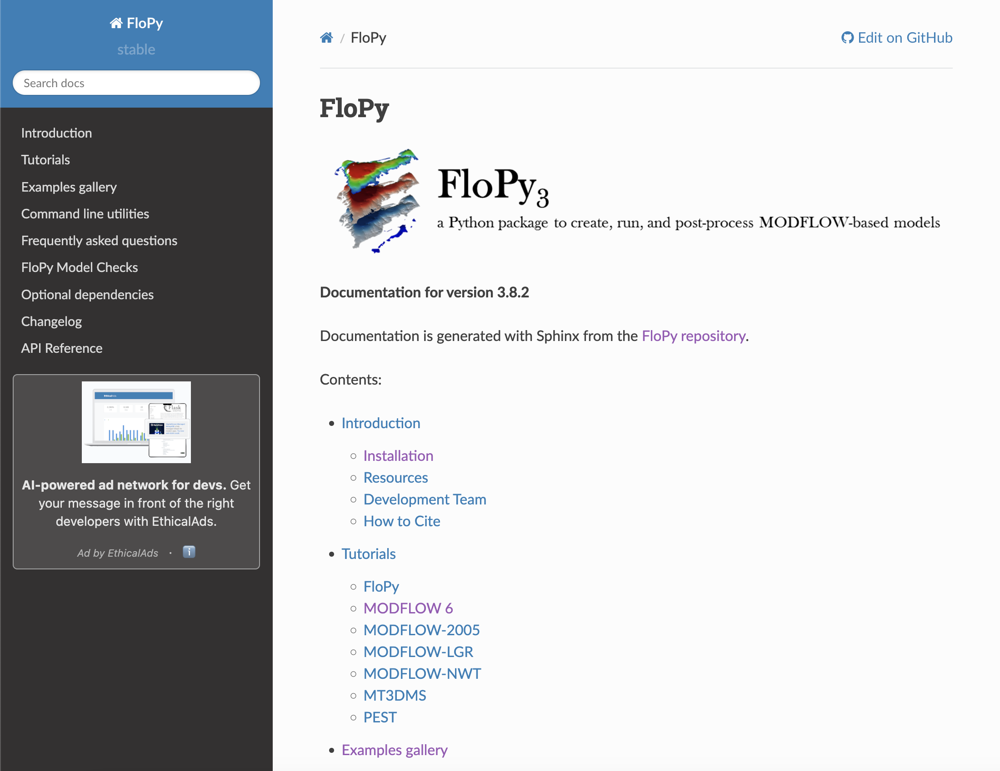 FloPy
stable
Search docs
Introduction
Tutorials
Examples gallery
Command line utilities
Frequently asked questions
FloPy Model Checks
Optional dependencies
Changelog
API Reference
EthicalAds
Flask
AI-powered ad network for devs. Get
your message in front of the right
developers with EthicalAds.
Ad by EthicalAds · i
/ FloPy
Edit on GitHub
FloPy
FloPy3
a Python package to create, run, and post-process MODFLOW-based models
Documentation for version 3.8.2
Documentation is generated with Sphinx from the FloPy repository.
Contents:
• Introduction
○ Installation
○ Resources
○ Development Team
○ How to Cite
• Tutorials
○ FloPy
○ MODFLOW 6
○ MODFLOW-2005
○ MODFLOW-LGR
○ MODFLOW-NWT
○ MT3DMS
○ PEST
• Examples gallery